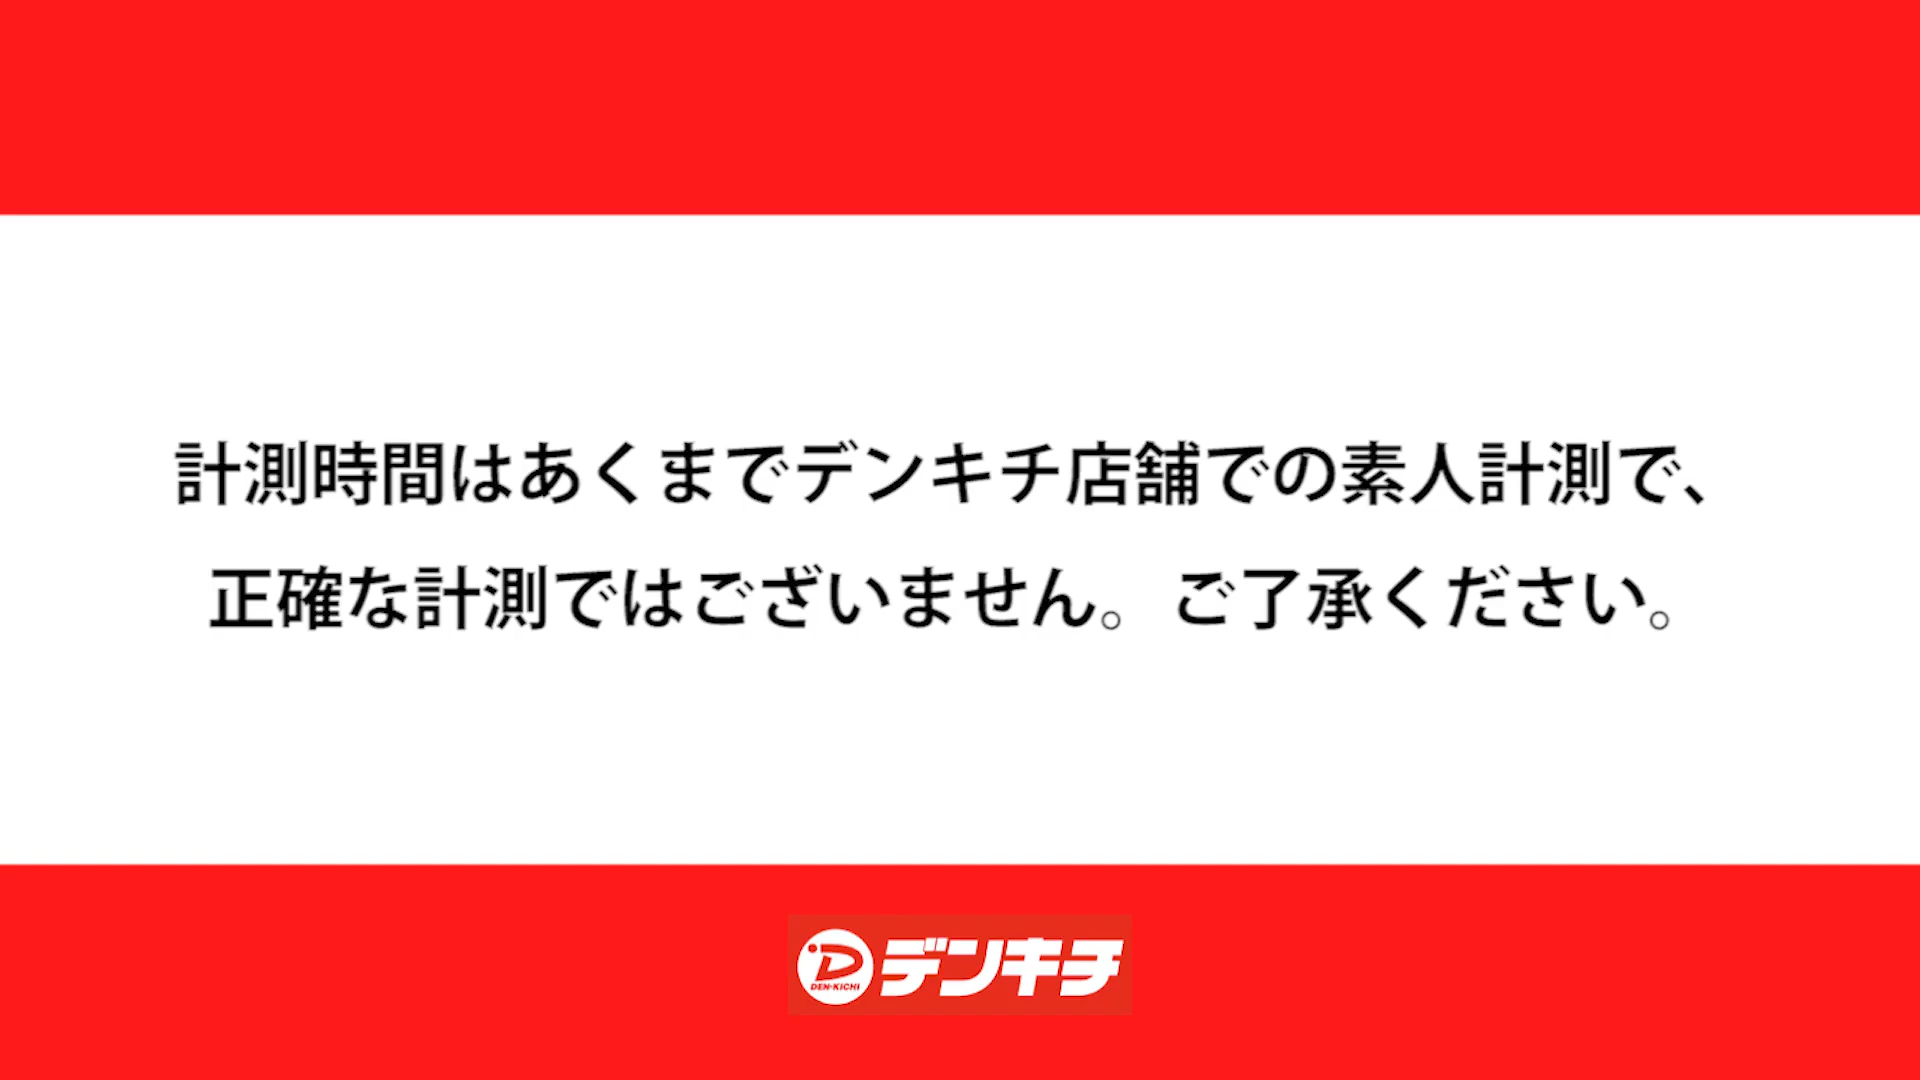 計測時間はあくまでデンキチ店舗での素人計測で、
正確な計測ではございません。ご了承ください。
DEN-KICHI
デンキチ